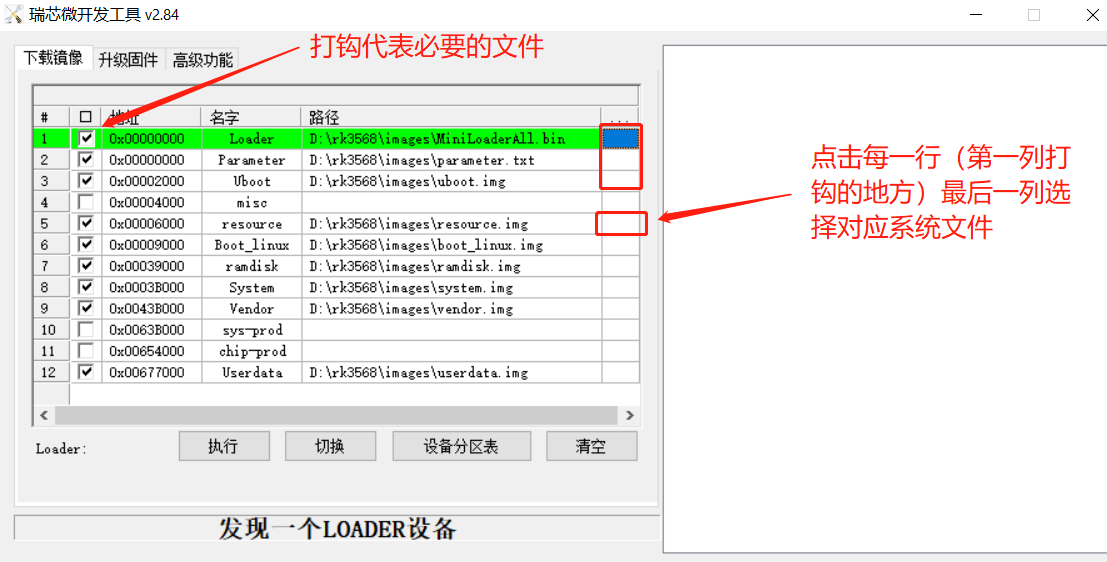 瑞芯微开发工具 v2.84
下载镜像 升级固件 高级功能
打钩代表必要的文件
# 地址 名字 路径 ...
1 0x00000000 Loader D:\rk3568\images\MiniLoaderAll.bin
2 0x00000000 Parameter D:\rk3568\images\parameter.txt
3 0x00002000 Uboot D:\rk3568\images\uboot.img
4 0x00004000 misc
5 0x00006000 resource D:\rk3568\images\resource.img
6 0x00009000 Boot_linux D:\rk3568\images\boot_linux.img
7 0x00039000 ramdisk D:\rk3568\images\ramdisk.img
8 0x0003B000 System D:\rk3568\images\system.img
9 0x0043B000 Vendor D:\rk3568\images\vendor.img
10 0x0063B000 sys-prod
11 0x00654000 chip-prod
12 0x00677000 Userdata D:\rk3568\images\userdata.img
点击每一行（第一列打
钩的地方）最后一列选
择对应系统文件
Loader: 执行 切换 设备分区表 清空
发现一个LOADER设备